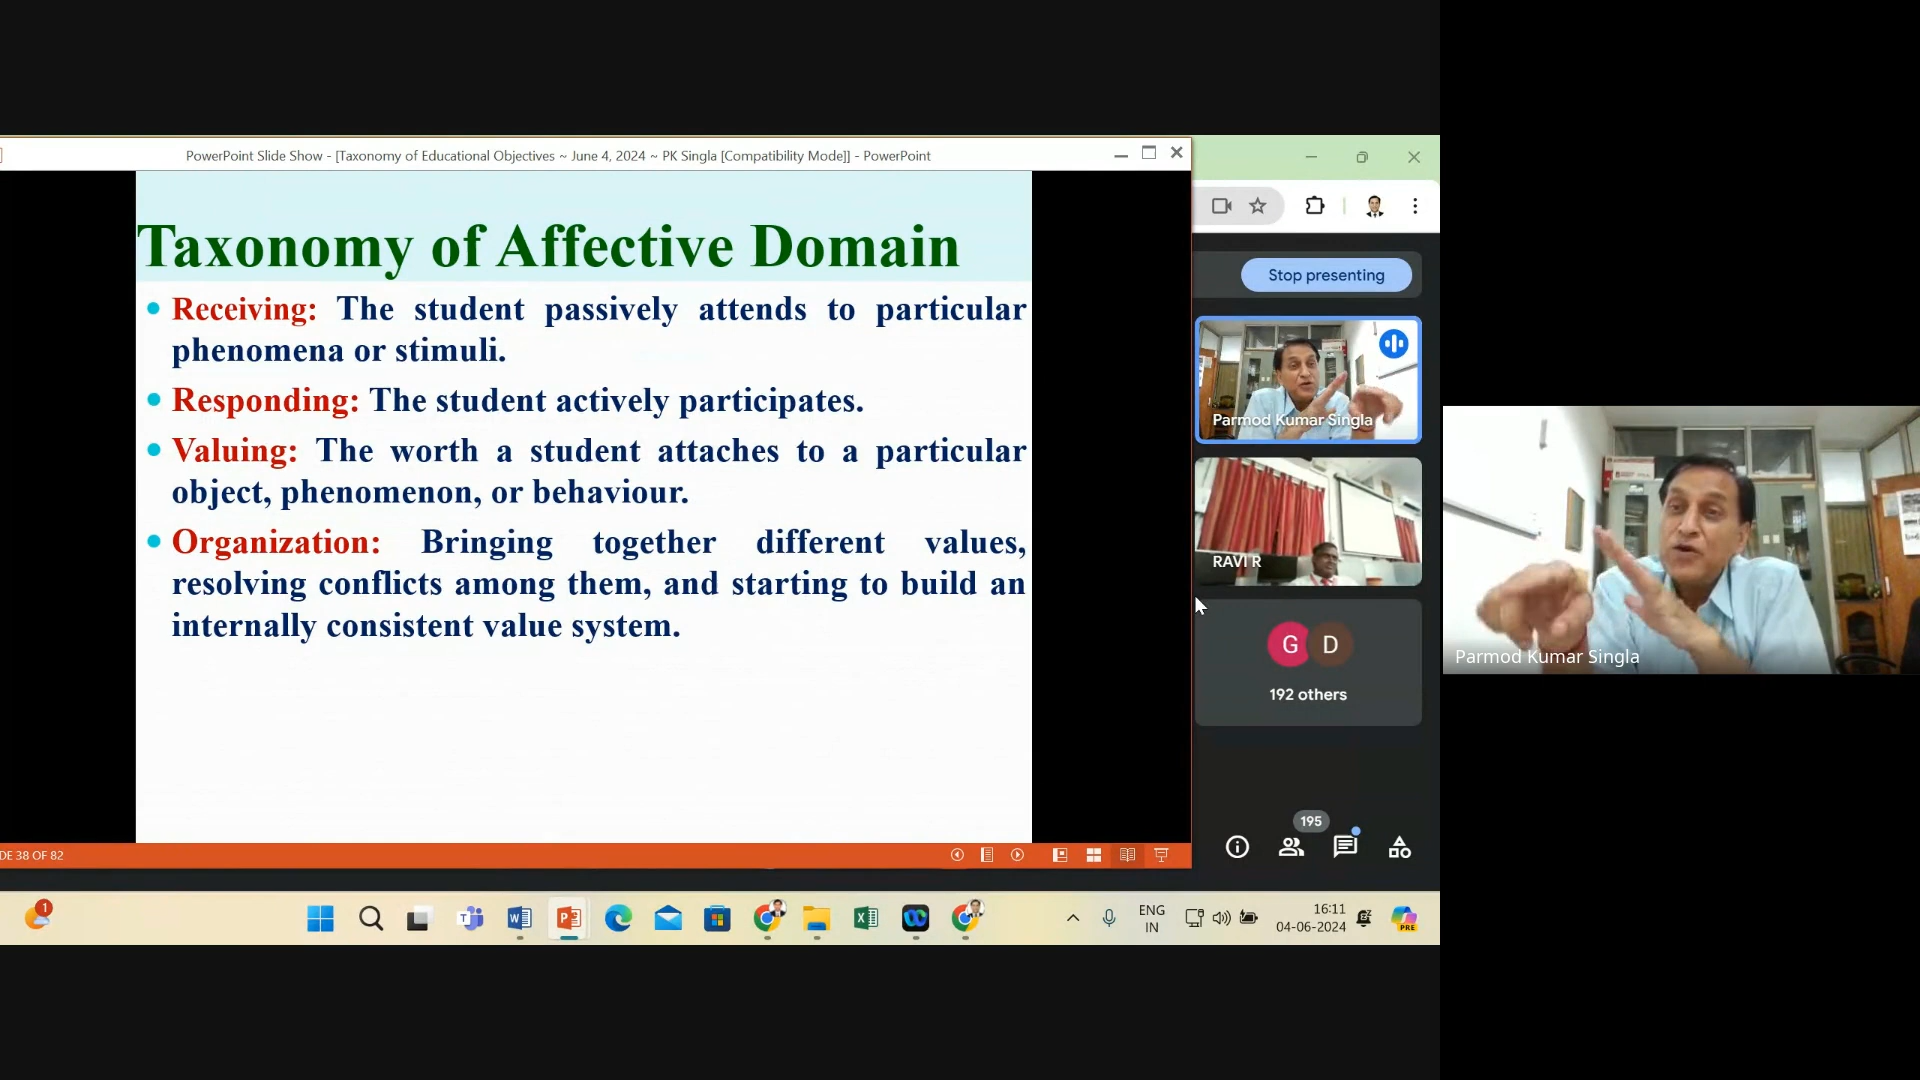 PowerPoint Slide Show - [Taxonomy of Educational Objectives ~ June 4, 2024 ~ PK Singla [Compatibility Mode]] - PowerPoint
Taxonomy of Affective Domain
• Receiving: The student passively attends to particular
phenomena or stimuli.
• Responding: The student actively participates.
• Valuing: The worth a student attaches to a particular
object, phenomenon, or behaviour.
• Organization: Bringing together different values,
resolving conflicts among them, and starting to build an
internally consistent value system.
DE 38 OF 82
Stop presenting
Parmod Kumar Singla
RAVI R
G D
192 others
195
Parmod Kumar Singla
1
ENG
IN
16:11
04-06-2024
PRE